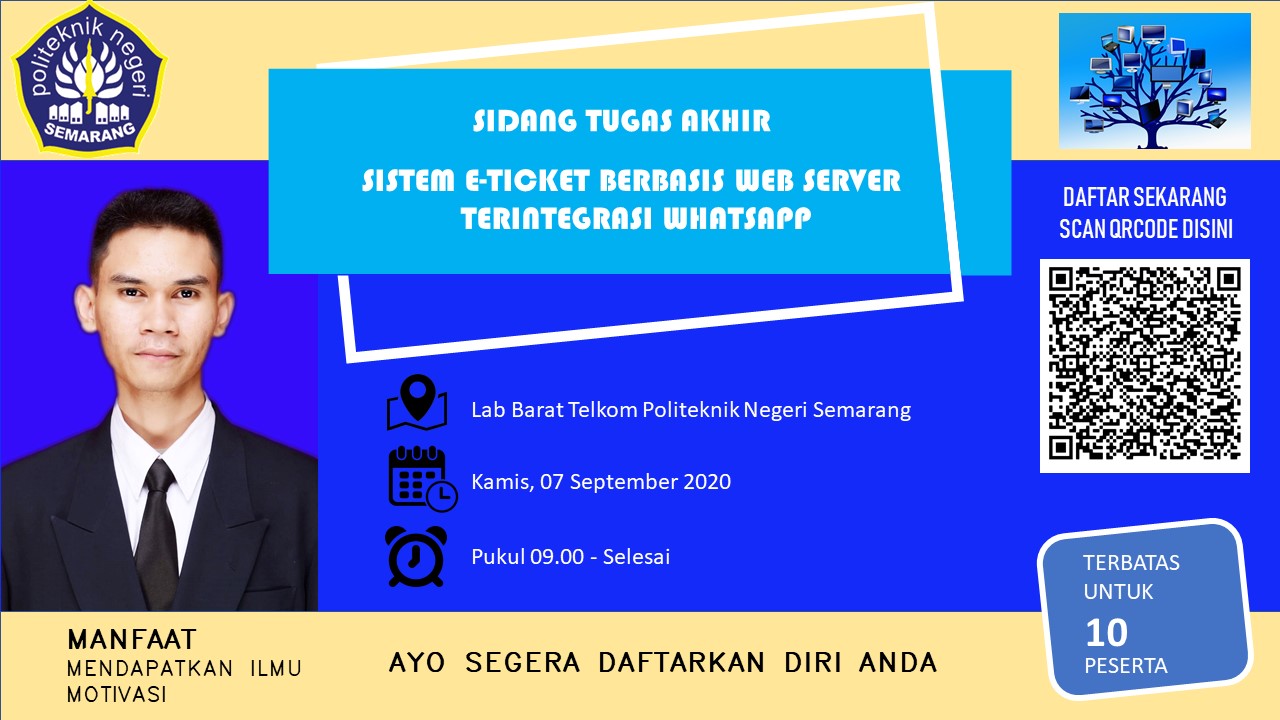 politeknik negeri
SEMARANG
SIDANG TUGAS AKHIR
SISTEM E-TICKET BERBASIS WEB SERVER
TERINTEGRASI WHATSAPP
DAFTAR SEKARANG
SCAN QRCODE DISINI
Lab Barat Telkom Politeknik Negeri Semarang
Kamis, 07 September 2020
Pukul 09.00 - Selesai
TERBATAS
UNTUK
10
PESERTA
MANFAAT
MENDAPATKAN ILMU
MOTIVASI
AYO SEGERA DAFTARKAN DIRI ANDA